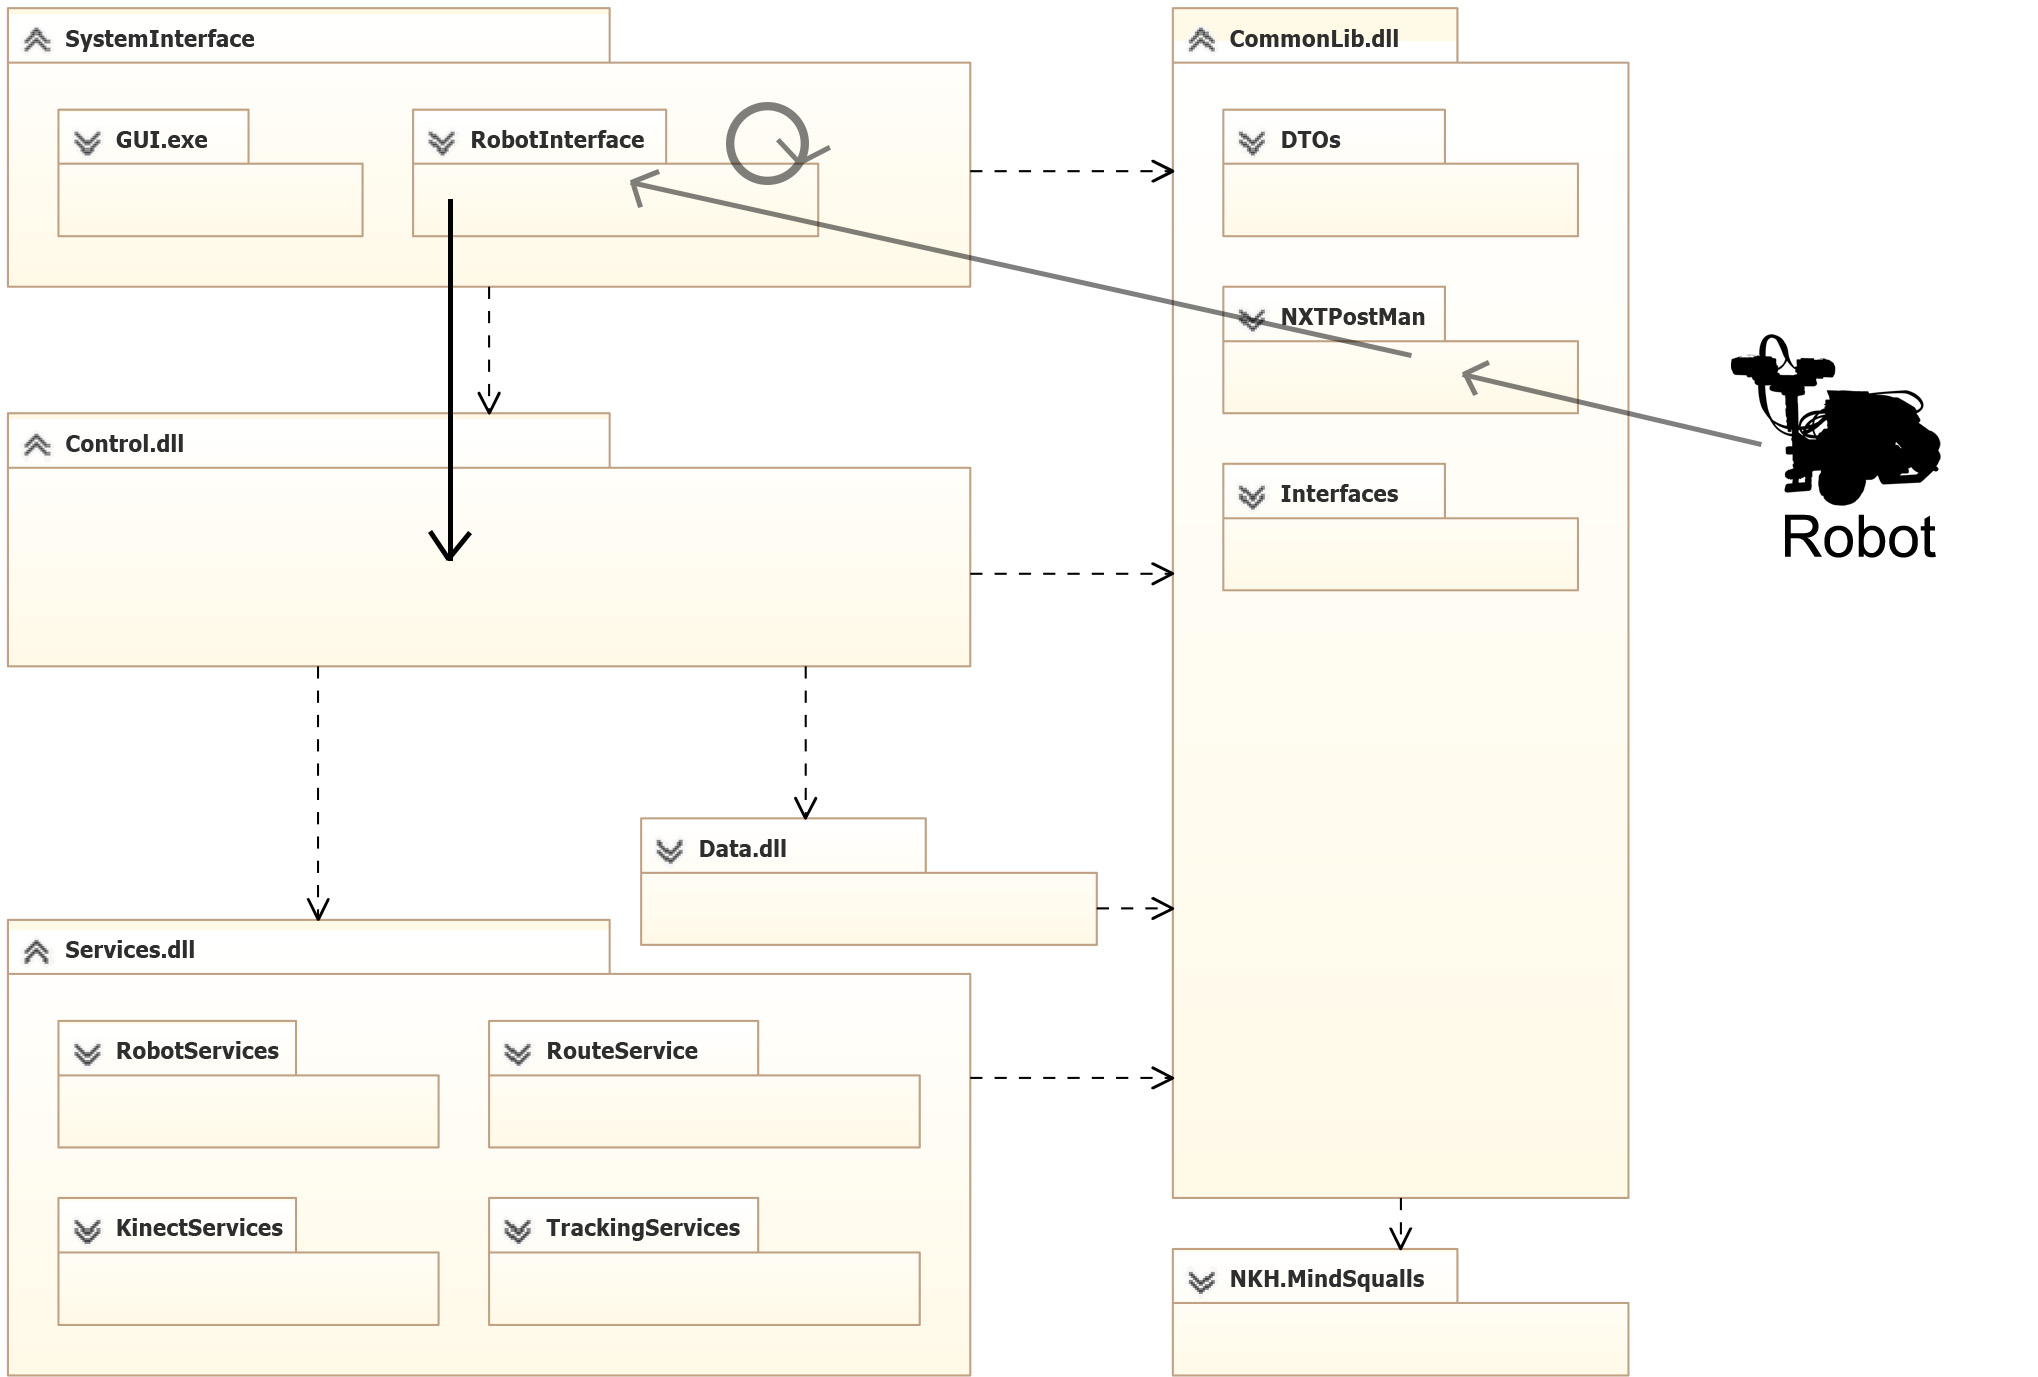 SystemInterface
GUI.exe
RobotInterface
CommonLib.dll
DTOs
NXTPostMan
Interfaces
Robot
Control.dll
Data.dll
Services.dll
RobotServices
RouteService
KinectServices
TrackingServices
NKH.MindSqualls